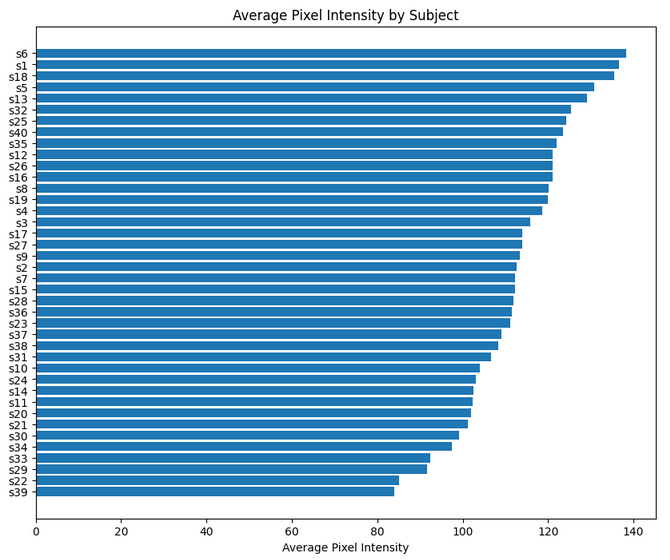 Average Pixel Intensity by Subject
s6
s1
s18
s5
s13
s32
s25
s40
s35
s12
s26
s16
s8
s19
s4
s3
s17
s27
s9
s2
s7
s15
s28
s36
s23
s37
s38
s31
s10
s24
s14
s11
s20
s21
s30
s34
s33
s29
s22
s39
0 20 40 60 80 100 120 140
Average Pixel Intensity